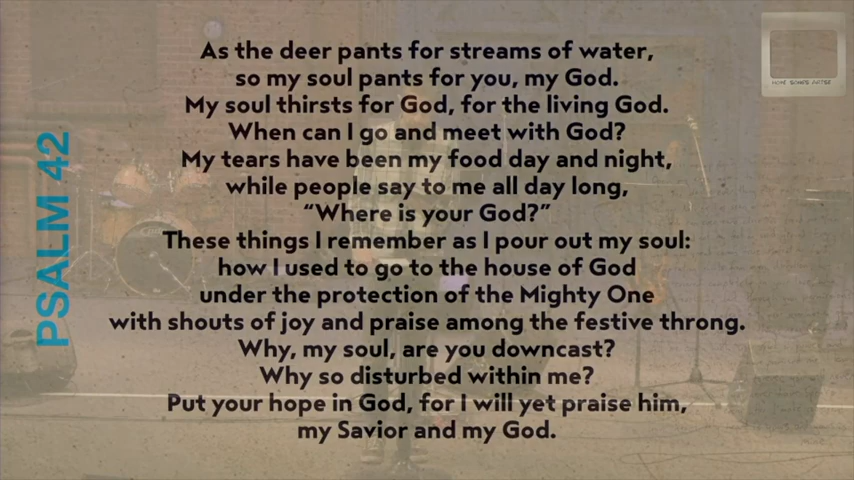 As the deer pants for streams of water,
so my soul pants for you, my God.
My soul thirsts for God, for the living God.
When can I go and meet with God?
My tears have been my food day and night,
while people say to me all day long,
“Where is your God?”
These things I remember as I pour out my soul:
how I used to go to the house of God
under the protection of the Mighty One
with shouts of joy and praise among the festive throng.
Why, my soul, are you downcast?
Why so disturbed within me?
Put your hope in God, for I will yet praise him,
my Savior and my God.
PSALM 42